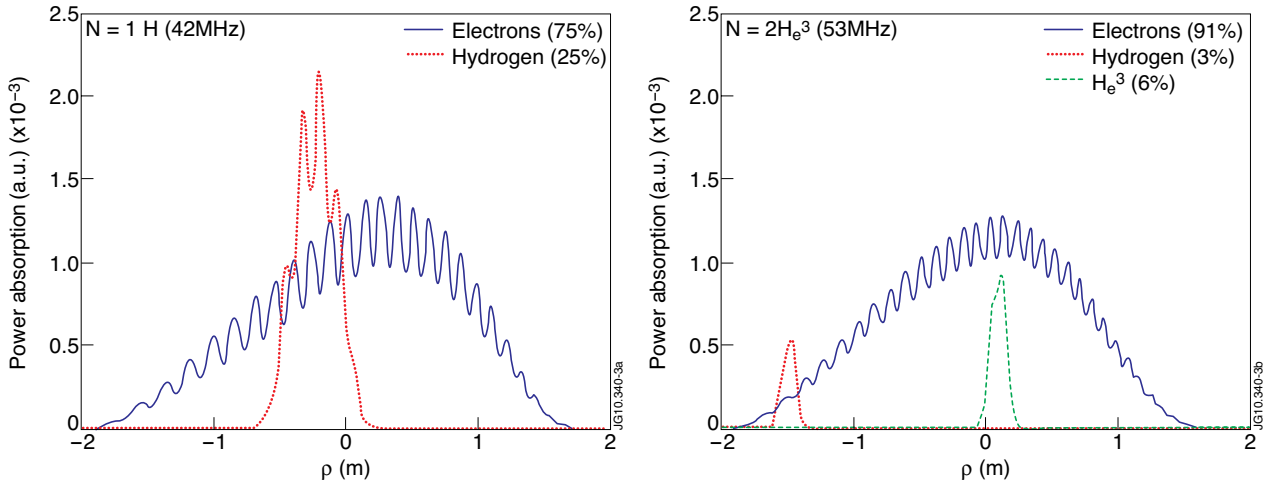 N = 1 H (42MHz)
Electrons (75%)
Hydrogen (25%)
Power absorption (a.u.) (x10⁻³)
2.5
2.0
1.5
1.0
0.5
0
−2
−1
0
1
2
ρ (m)
JG10.340-3a
N = 2Hₑ³ (53MHz)
Electrons (91%)
Hydrogen (3%)
Hₑ³ (6%)
Power absorption (a.u.) (x10⁻³)
2.5
2.0
1.5
1.0
0.5
0
−2
−1
0
1
2
ρ (m)
JG10.340-3b